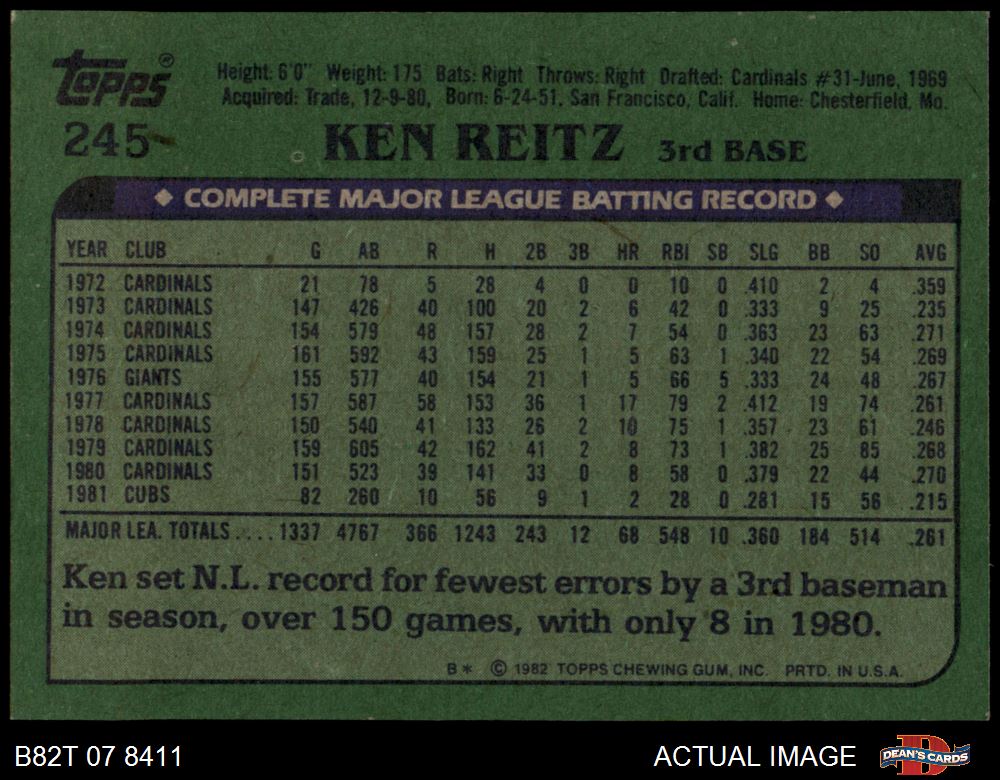 Topps®
Height: 6'0" Weight: 175 Bats: Right Throws: Right Drafted: Cardinals #31-June, 1969
Acquired: Trade, 12-9-80, Born: 6-24-51, San Francisco, Calif. Home: Chesterfield, Mo.
245 KEN REITZ 3rd BASE
◆ COMPLETE MAJOR LEAGUE BATTING RECORD ◆
YEAR CLUB G AB R H 2B 3B HR RBI SB SLG BB SO AVG
1972 CARDINALS 21 78 5 28 4 0 0 10 0 .410 2 4 .359
1973 CARDINALS 147 426 40 100 20 2 6 42 0 .333 9 25 .235
1974 CARDINALS 154 579 48 157 28 2 7 54 0 .363 23 63 .271
1975 CARDINALS 161 592 43 159 25 1 5 63 1 .340 22 54 .269
1976 GIANTS 155 577 40 154 21 1 5 66 5 .333 24 48 .267
1977 CARDINALS 157 587 58 153 36 1 17 79 2 .412 19 74 .261
1978 CARDINALS 150 540 41 133 26 2 10 75 1 .357 23 61 .246
1979 CARDINALS 159 605 42 162 41 2 8 73 1 .382 25 85 .268
1980 CARDINALS 151 523 39 141 33 0 8 58 0 .379 22 44 .270
1981 CUBS 82 260 10 56 9 1 2 28 0 .281 15 56 .215
MAJOR LEA. TOTALS .... 1337 4767 366 1243 243 12 68 548 10 .360 184 514 .261
Ken set N.L. record for fewest errors by a 3rd baseman
in season, over 150 games, with only 8 in 1980.
B* © 1982 TOPPS CHEWING GUM, INC. PRTD. IN U.S.A.
B82T 07 8411 ACTUAL IMAGE DEAN'S CARDS